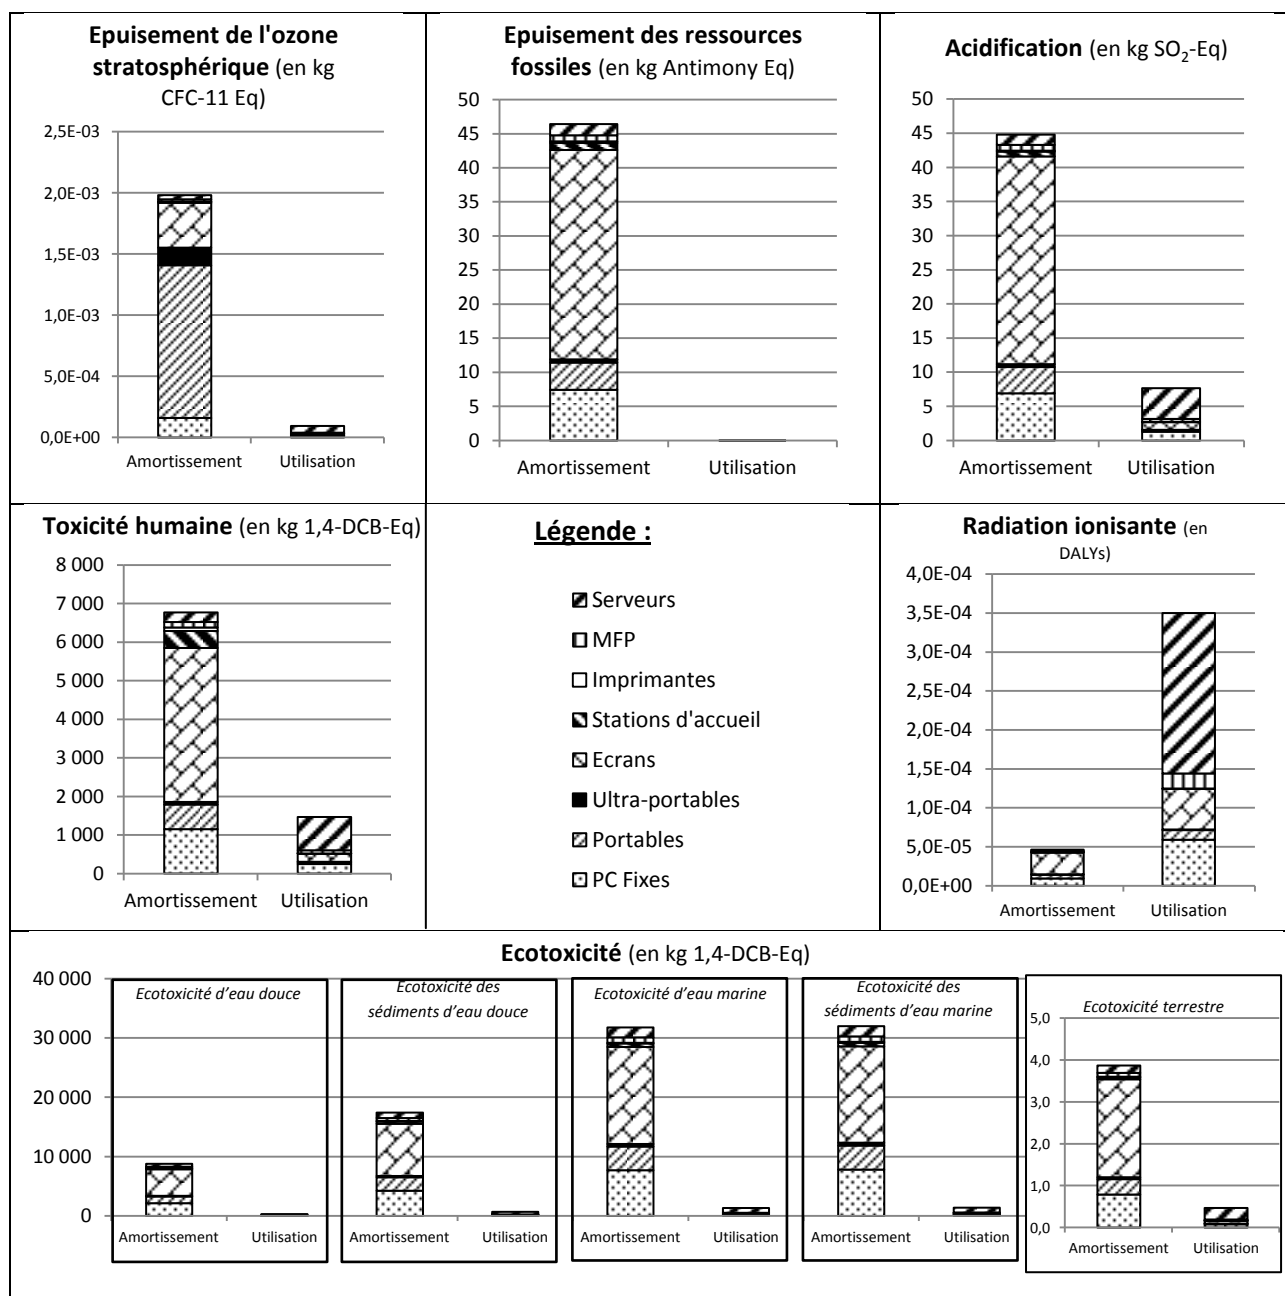 Epuisement de l'ozone
stratosphérique (en kg
CFC-11 Eq)
2,5E-03
2,0E-03
1,5E-03
1,0E-03
5,0E-04
0,0E+00
Amortissement
Utilisation
Epuisement des ressources
fossiles (en kg Antimony Eq)
50
45
40
35
30
25
20
15
10
5
0
Amortissement
Utilisation
Acidification (en kg SO₂-Eq)
50
45
40
35
30
25
20
15
10
5
0
Amortissement
Utilisation
Toxicité humaine (en kg 1,4-DCB-Eq)
8 000
7 000
6 000
5 000
4 000
3 000
2 000
1 000
0
Amortissement
Utilisation
Légende :
Serveurs
MFP
Imprimantes
Stations d'accueil
Ecrans
Ultra-portables
Portables
PC Fixes
Radiation ionisante (en
DALYs)
4,0E-04
3,5E-04
3,0E-04
2,5E-04
2,0E-04
1,5E-04
1,0E-04
5,0E-05
0,0E+00
Amortissement
Utilisation
Ecotoxicité (en kg 1,4-DCB-Eq)
40 000
30 000
20 000
10 000
0
Ecotoxicité d'eau douce
Amortissement
Utilisation
Ecotoxicité des
sédiments d'eau douce
Amortissement
Utilisation
Ecotoxicité d'eau marine
Amortissement
Utilisation
Ecotoxicité des
sédiments d'eau marine
Amortissement
Utilisation
Ecotoxicité terrestre
5,0
4,0
3,0
2,0
1,0
0,0
Amortissement
Utilisation